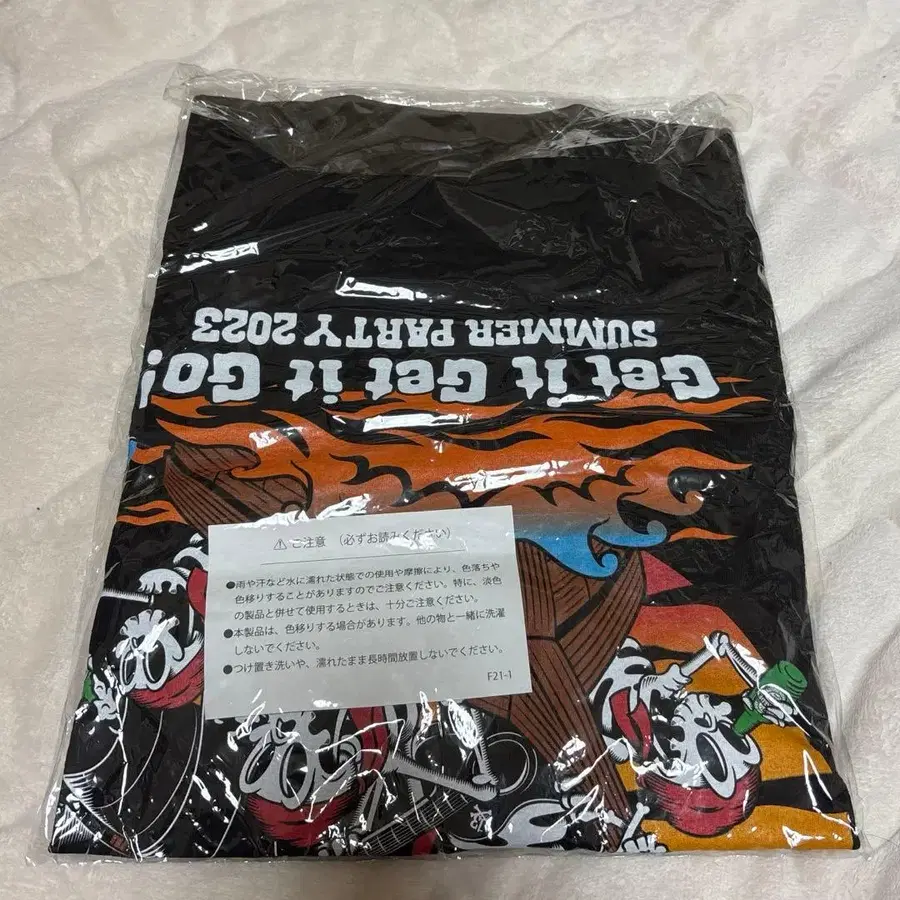 Get it Get it Go!
SUMMER PARTY 2023
⚠ ご注意 (必ずお読みください)
●雨や汗など水に濡れた状態での使用や摩擦により、色落ちや
色移りすることがありますのでご注意ください。特に、淡色
の製品と併せて使用するときは、十分ご注意ください。
●本製品は、色移りする場合があります。他の物と一緒に洗濯
しないでください。
●つけ置き洗いや、濡れたまま長時間放置しないでください。
F21-1